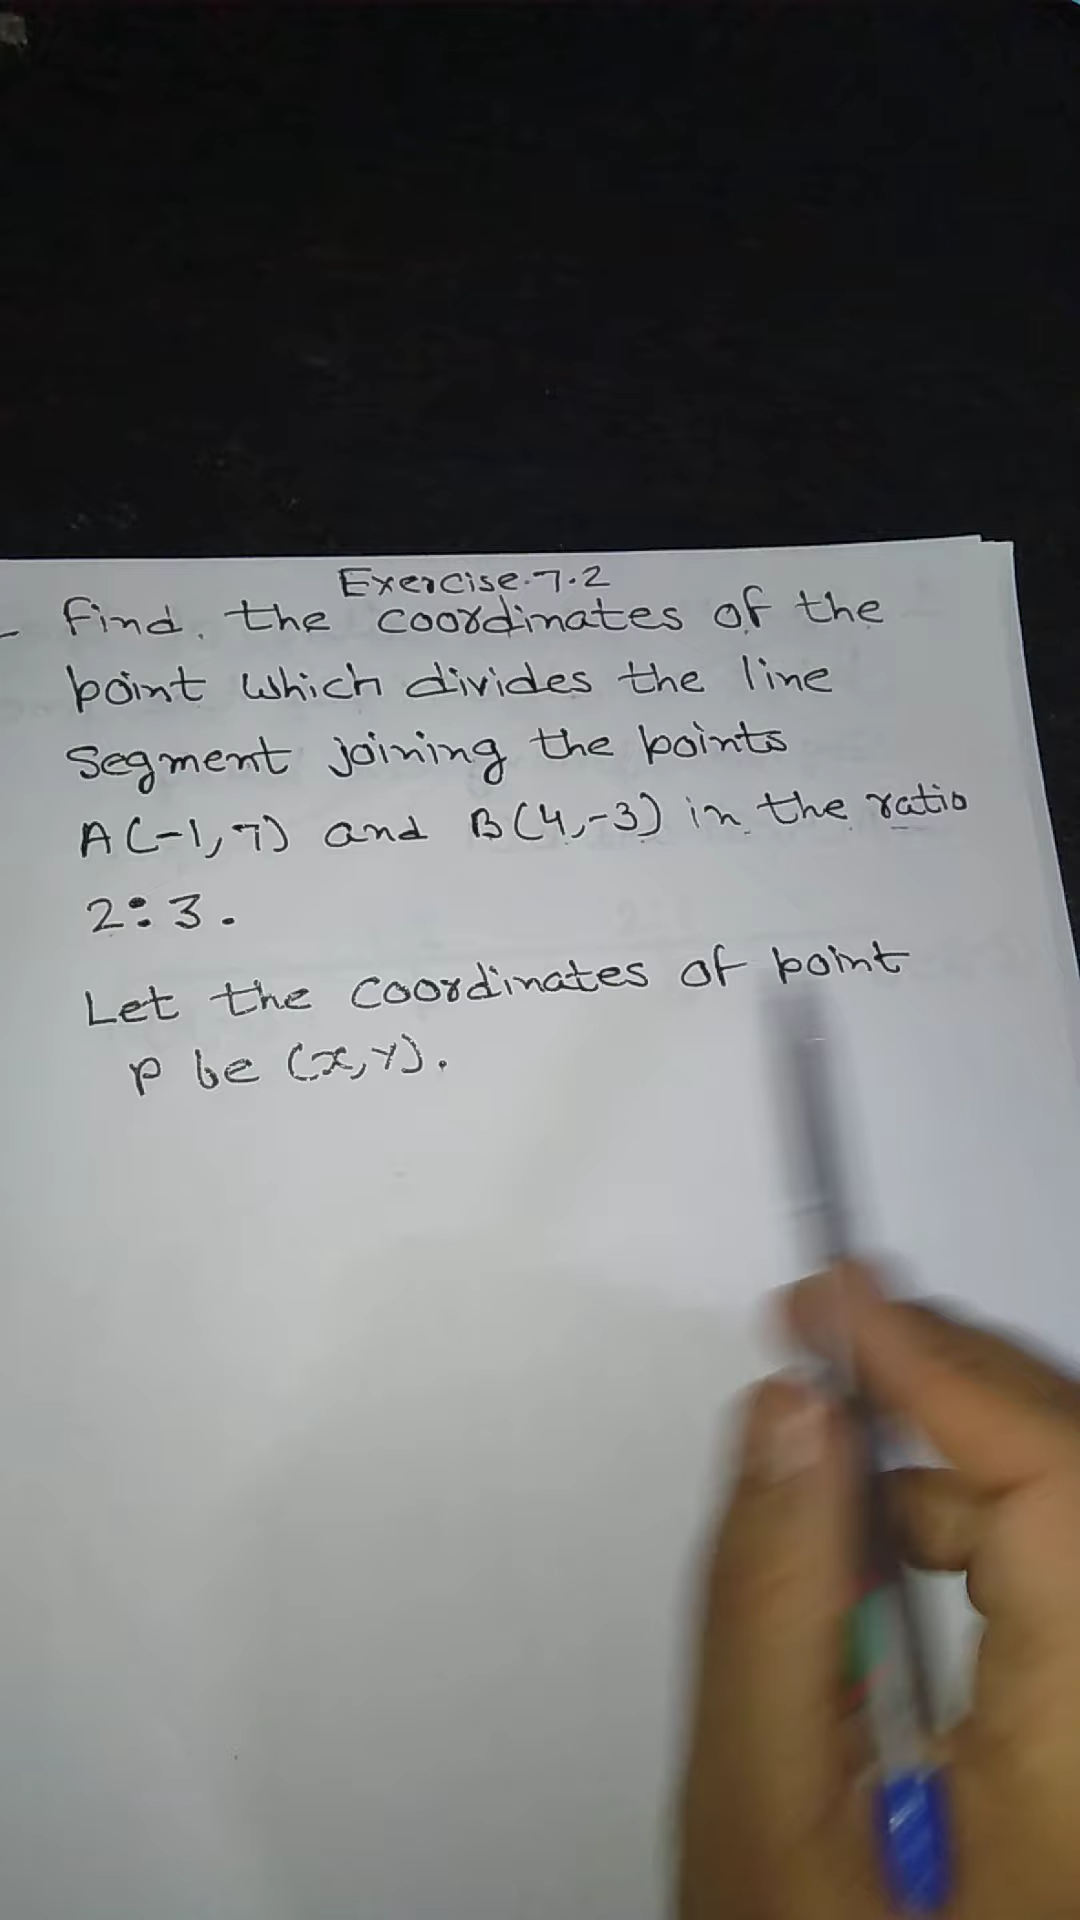 Exercise.7.2
Find. the coordinates of the
point which divides the line
segment joining the points
A(-1,7) and B(4,-3) in the ratio
2:3.
Let the coordinates of point
P be (x,y).